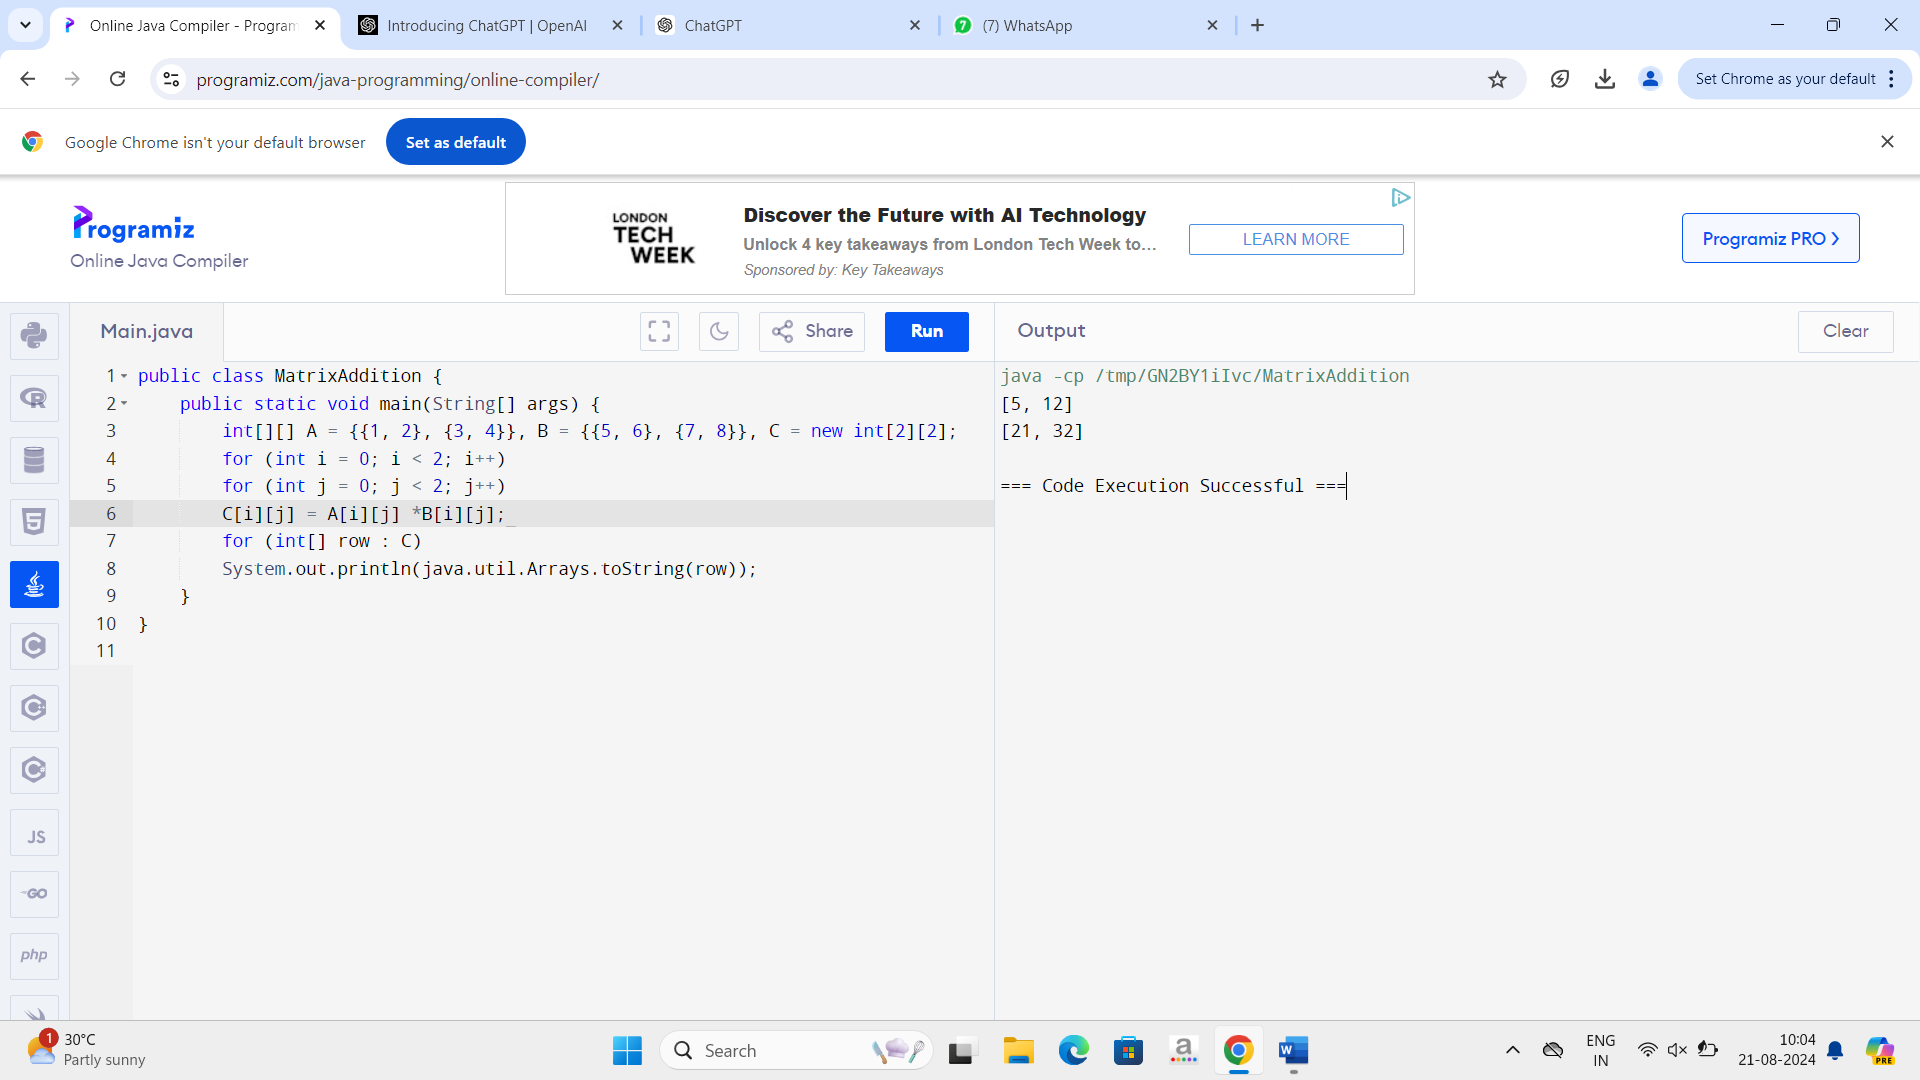 Online Java Compiler - Program
Introducing ChatGPT | OpenAI
ChatGPT
7
(7) WhatsApp
programiz.com/java-programming/online-compiler/
Set Chrome as your default
Google Chrome isn't your default browser
Set as default
Programiz
Online Java Compiler
LONDON
TECH
WEEK
Discover the Future with AI Technology
Unlock 4 key takeaways from London Tech Week to...
Sponsored by: Key Takeaways
LEARN MORE
Programiz PRO
Main.java
Share
Run
Output
Clear
1 public class MatrixAddition {
2 public static void main(String[] args) {
3 int[][] A = {{1, 2}, {3, 4}}, B = {{5, 6}, {7, 8}}, C = new int[2][2];
4 for (int i = 0; i < 2; i++)
5 for (int j = 0; j < 2; j++)
6 C[i][j] = A[i][j] *B[i][j];
7 for (int[] row : C)
8 System.out.println(java.util.Arrays.toString(row));
9 }
10 }
11
java -cp /tmp/GN2BY1iIvc/MatrixAddition
[5, 12]
[21, 32]
=== Code Execution Successful ===
R
5
C
C
C
JS
GO
php
1
30°C
Partly sunny
Search
a
W
ENG
IN
10:04
21-08-2024
PRE